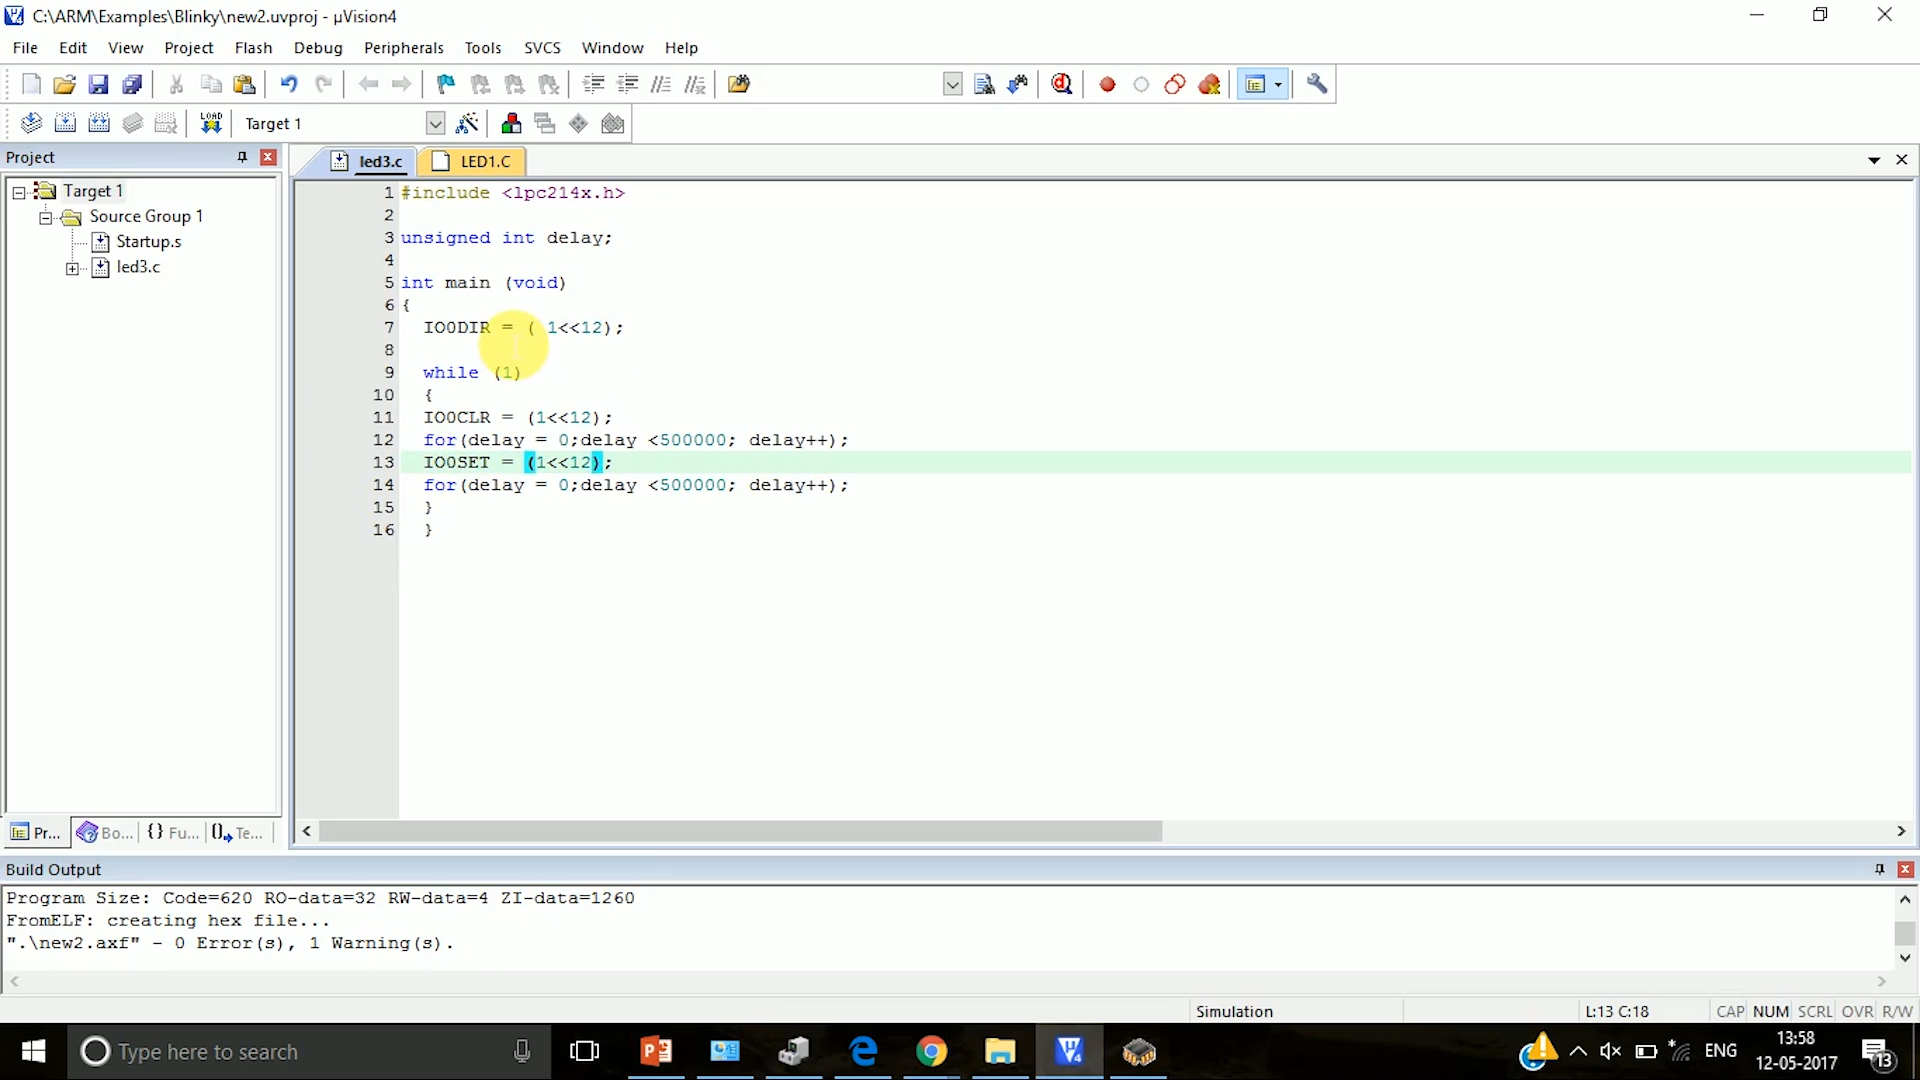 C:\ARM\Examples\Blinky\new2.uvproj - µVision4
File Edit View Project Flash Debug Peripherals Tools SVCS Window Help
LOAD Target 1
Project
led3.c LED1.C
Target 1
Source Group 1
Startup.s
led3.c
1 #include <lpc214x.h>
2
3 unsigned int delay;
4
5 int main (void)
6 {
7 IO0DIR = ( 1<<12);
8
9 while (1)
10 {
11 IO0CLR = (1<<12);
12 for(delay = 0;delay <500000; delay++);
13 IO0SET = (1<<12);
14 for(delay = 0;delay <500000; delay++);
15 }
16 }
Pr... Bo... {} Fu... Te...
Build Output
Program Size: Code=620 RO-data=32 RW-data=4 ZI-data=1260
FromELF: creating hex file...
".\new2.axf" - 0 Error(s), 1 Warning(s).
Simulation L:13 C:18 CAP NUM SCRL OVR R/W
Type here to search
ENG
13:58
12-05-2017
13